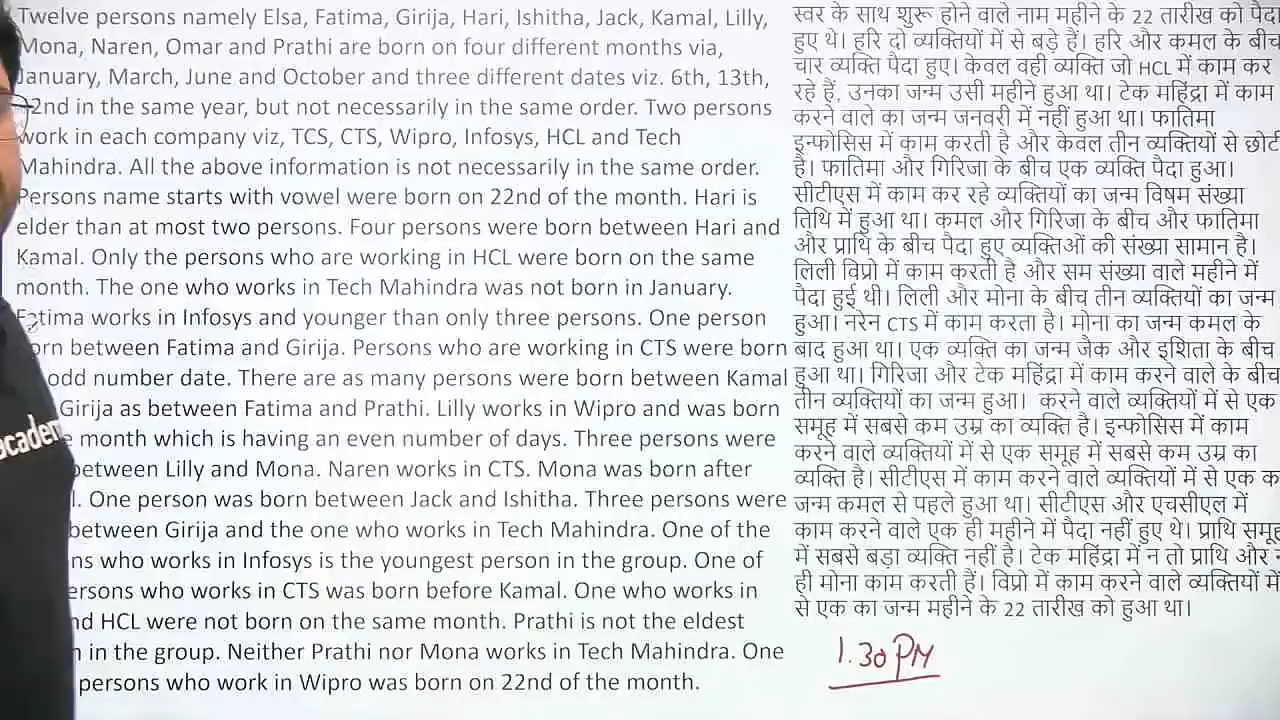 Twelve persons namely Elsa, Fatima, Girija, Hari, Ishitha, Jack, Kamal, Lilly,
Mona, Naren, Omar and Prathi are born on four different months via,
January, March, June and October and three different dates viz. 6th, 13th,
22nd in the same year, but not necessarily in the same order. Two persons
work in each company viz, TCS, CTS, Wipro, Infosys, HCL and Tech
Mahindra. All the above information is not necessarily in the same order.
Persons name starts with vowel were born on 22nd of the month. Hari is
elder than at most two persons. Four persons were born between Hari and
Kamal. Only the persons who are working in HCL were born on the same
month. The one who works in Tech Mahindra was not born in January.
Fatima works in Infosys and younger than only three persons. One person
orn between Fatima and Girija. Persons who are working in CTS were born
odd number date. There are as many persons were born between Kamal
Girija as between Fatima and Prathi. Lilly works in Wipro and was born
e month which is having an even number of days. Three persons were
between Lilly and Mona. Naren works in CTS. Mona was born after
l. One person was born between Jack and Ishitha. Three persons were
between Girija and the one who works in Tech Mahindra. One of the
ns who works in Infosys is the youngest person in the group. One of
ersons who works in CTS was born before Kamal. One who works in
nd HCL were not born on the same month. Prathi is not the eldest
n in the group. Neither Prathi nor Mona works in Tech Mahindra. One
persons who work in Wipro was born on 22nd of the month.
स्वर के साथ शुरू होने वाले नाम महीने के 22 तारीख को पैदा
हुए थे। हरि दो व्यक्तियों में से बड़े हैं। हरि और कमल के बीच
चार व्यक्ति पैदा हुए। केवल वही व्यक्ति जो HCL में काम कर
रहे हैं, उनका जन्म उसी महीने हुआ था। टेक महिंद्रा में काम
करने वाले का जन्म जनवरी में नहीं हुआ था। फातिमा
इन्फोसिस में काम करती है और केवल तीन व्यक्तियों से छोटी
है। फातिमा और गिरिजा के बीच एक व्यक्ति पैदा हुआ।
सीटीएस में काम कर रहे व्यक्तियों का जन्म विषम संख्या
तिथि में हुआ था। कमल और गिरिजा के बीच और फातिमा
और प्राथि के बीच पैदा हुए व्यक्तिओं की संख्या सामान है।
लिली विप्रो में काम करती है और सम संख्या वाले महीने में
पैदा हुई थी। लिली और मोना के बीच तीन व्यक्तियों का जन्म
हुआ। नरेन CTS में काम करता है। मोना का जन्म कमल के
बाद हुआ था। एक व्यक्ति का जन्म जैक और इशिता के बीच
हुआ था। गिरिजा और टेक महिंद्रा में काम करने वाले के बीच
तीन व्यक्तियों का जन्म हुआ। करने वाले व्यक्तियों में से एक
समूह में सबसे कम उम्र का व्यक्ति है। इन्फोसिस में काम
करने वाले व्यक्तियों में से एक समूह में सबसे कम उम्र का
व्यक्ति है। सीटीएस में काम करने वाले व्यक्तियों में से एक क
जन्म कमल से पहले हुआ था। सीटीएस और एचसीएल में
काम करने वाले एक ही महीने में पैदा नहीं हुए थे। प्राथि समूह
में सबसे बड़ा व्यक्ति नहीं है। टेक महिंद्रा में न तो प्राथि और न
ही मोना काम करती हैं। विप्रो में काम करने वाले व्यक्तियों में
से एक का जन्म महीने के 22 तारीख को हुआ था।
1.30 PM